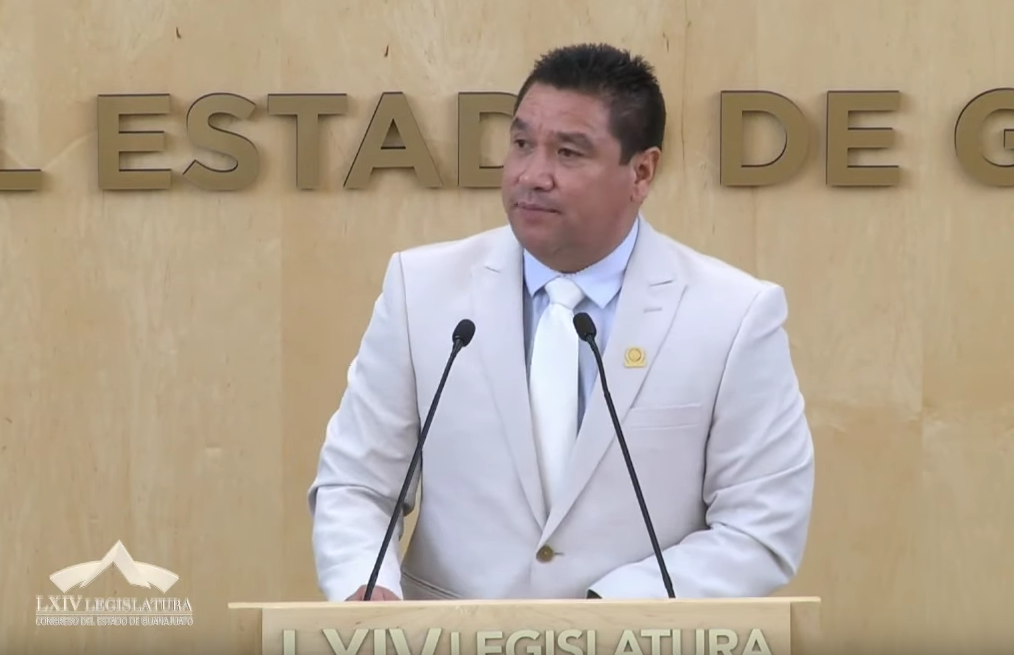 L ESTAD DE G
LXIV LEGISLATURA
CONGRESO DEL ESTADO DE GUANAJUATO
LXIV LEGISLATURA